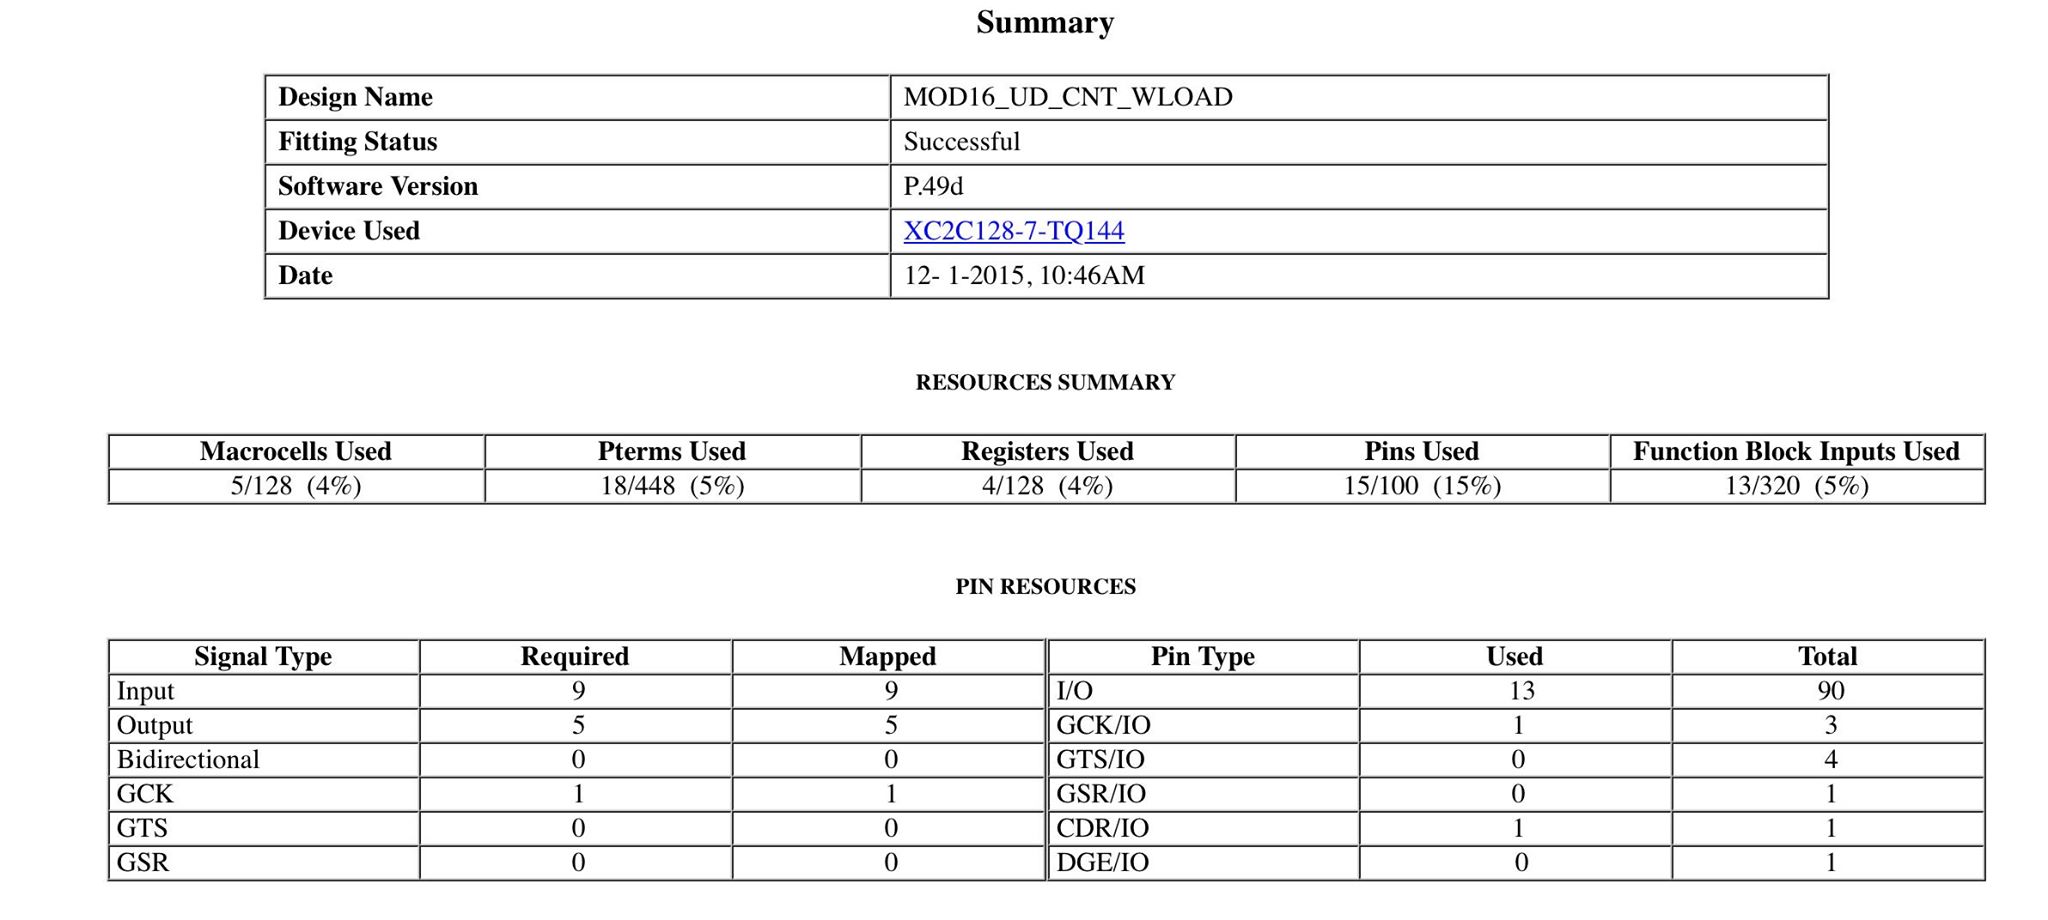 Summary
Design Name MOD16_UD_CNT_WLOAD
Fitting Status Successful
Software Version P.49d
Device Used XC2C128-7-TQ144
Date 12- 1-2015, 10:46AM
RESOURCES SUMMARY
Macrocells Used Pterms Used Registers Used Pins Used Function Block Inputs Used
5/128 (4%) 18/448 (5%) 4/128 (4%) 15/100 (15%) 13/320 (5%)
PIN RESOURCES
Signal Type Required Mapped Pin Type Used Total
Input 9 9 I/O 13 90
Output 5 5 GCK/IO 1 3
Bidirectional 0 0 GTS/IO 0 4
GCK 1 1 GSR/IO 0 1
GTS 0 0 CDR/IO 1 1
GSR 0 0 DGE/IO 0 1